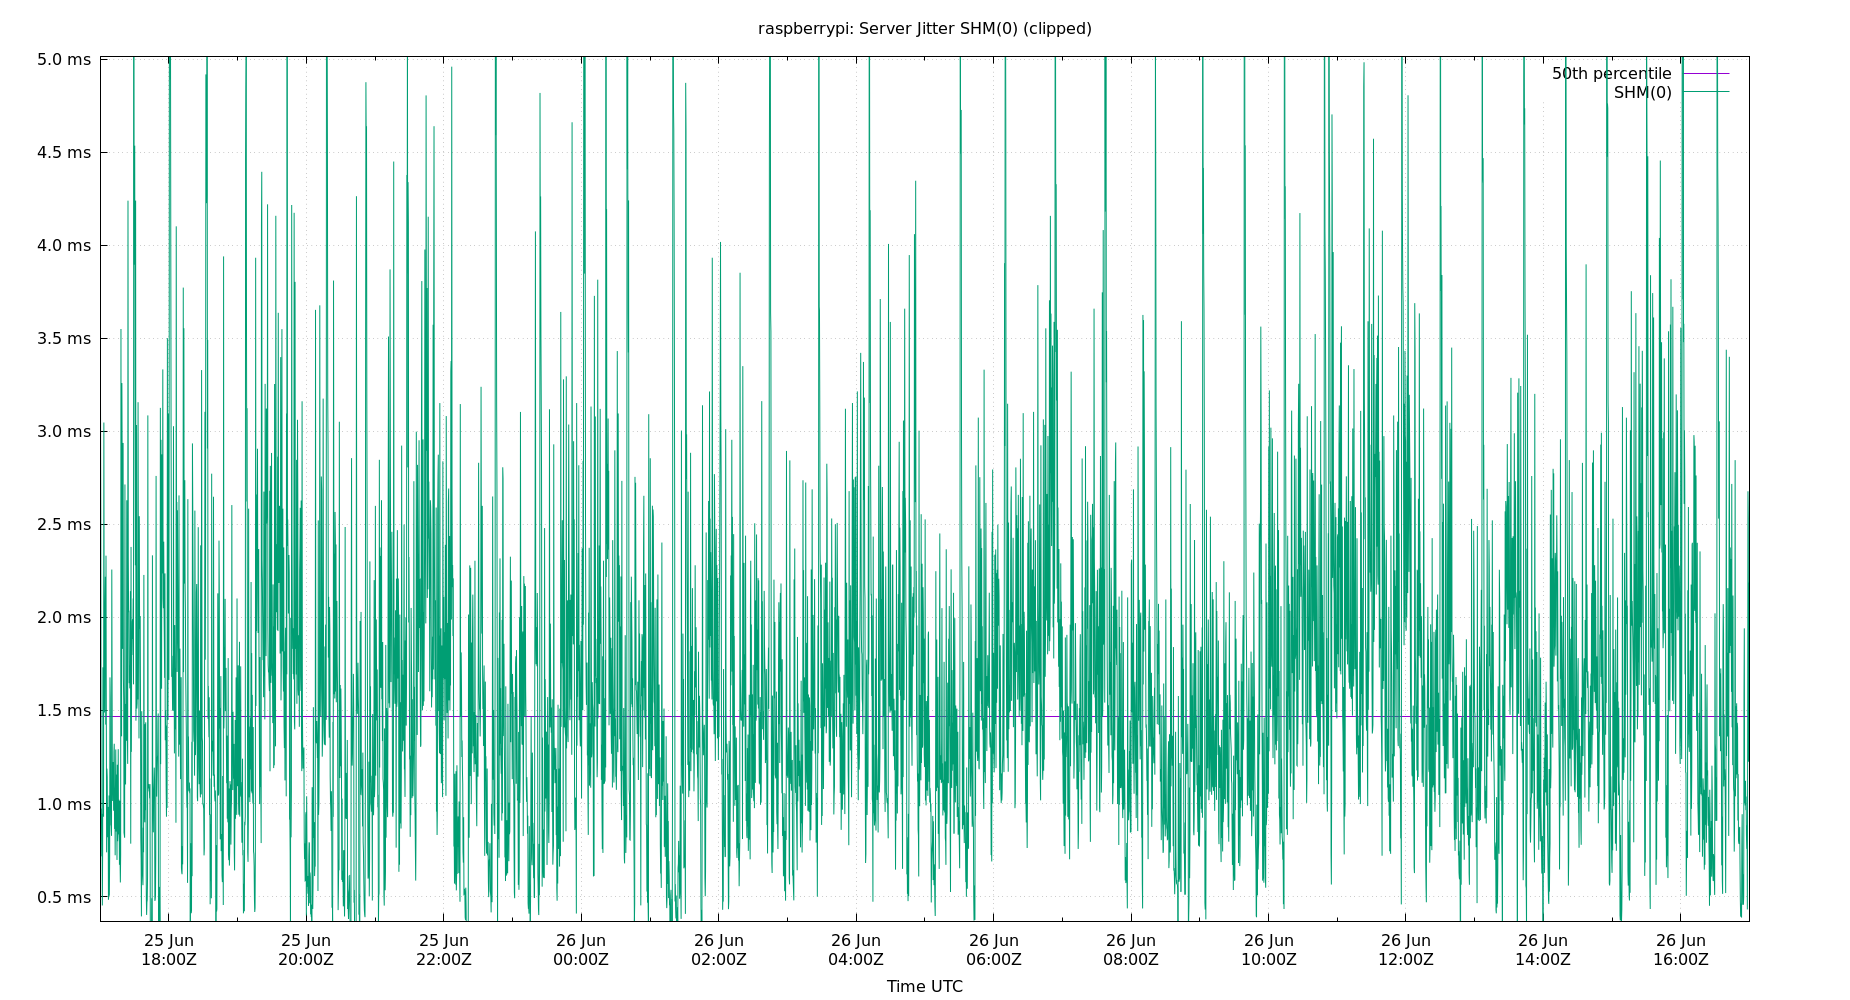 raspberrypi: Server Jitter SHM(0) (clipped)
5.0 ms
4.5 ms
4.0 ms
3.5 ms
3.0 ms
2.5 ms
2.0 ms
1.5 ms
1.0 ms
0.5 ms
50th percentile
SHM(0)
25 Jun 25 Jun 25 Jun 26 Jun 26 Jun 26 Jun 26 Jun 26 Jun 26 Jun 26 Jun 26 Jun 26 Jun
18:00Z 20:00Z 22:00Z 00:00Z 02:00Z 04:00Z 06:00Z 08:00Z 10:00Z 12:00Z 14:00Z 16:00Z
Time UTC